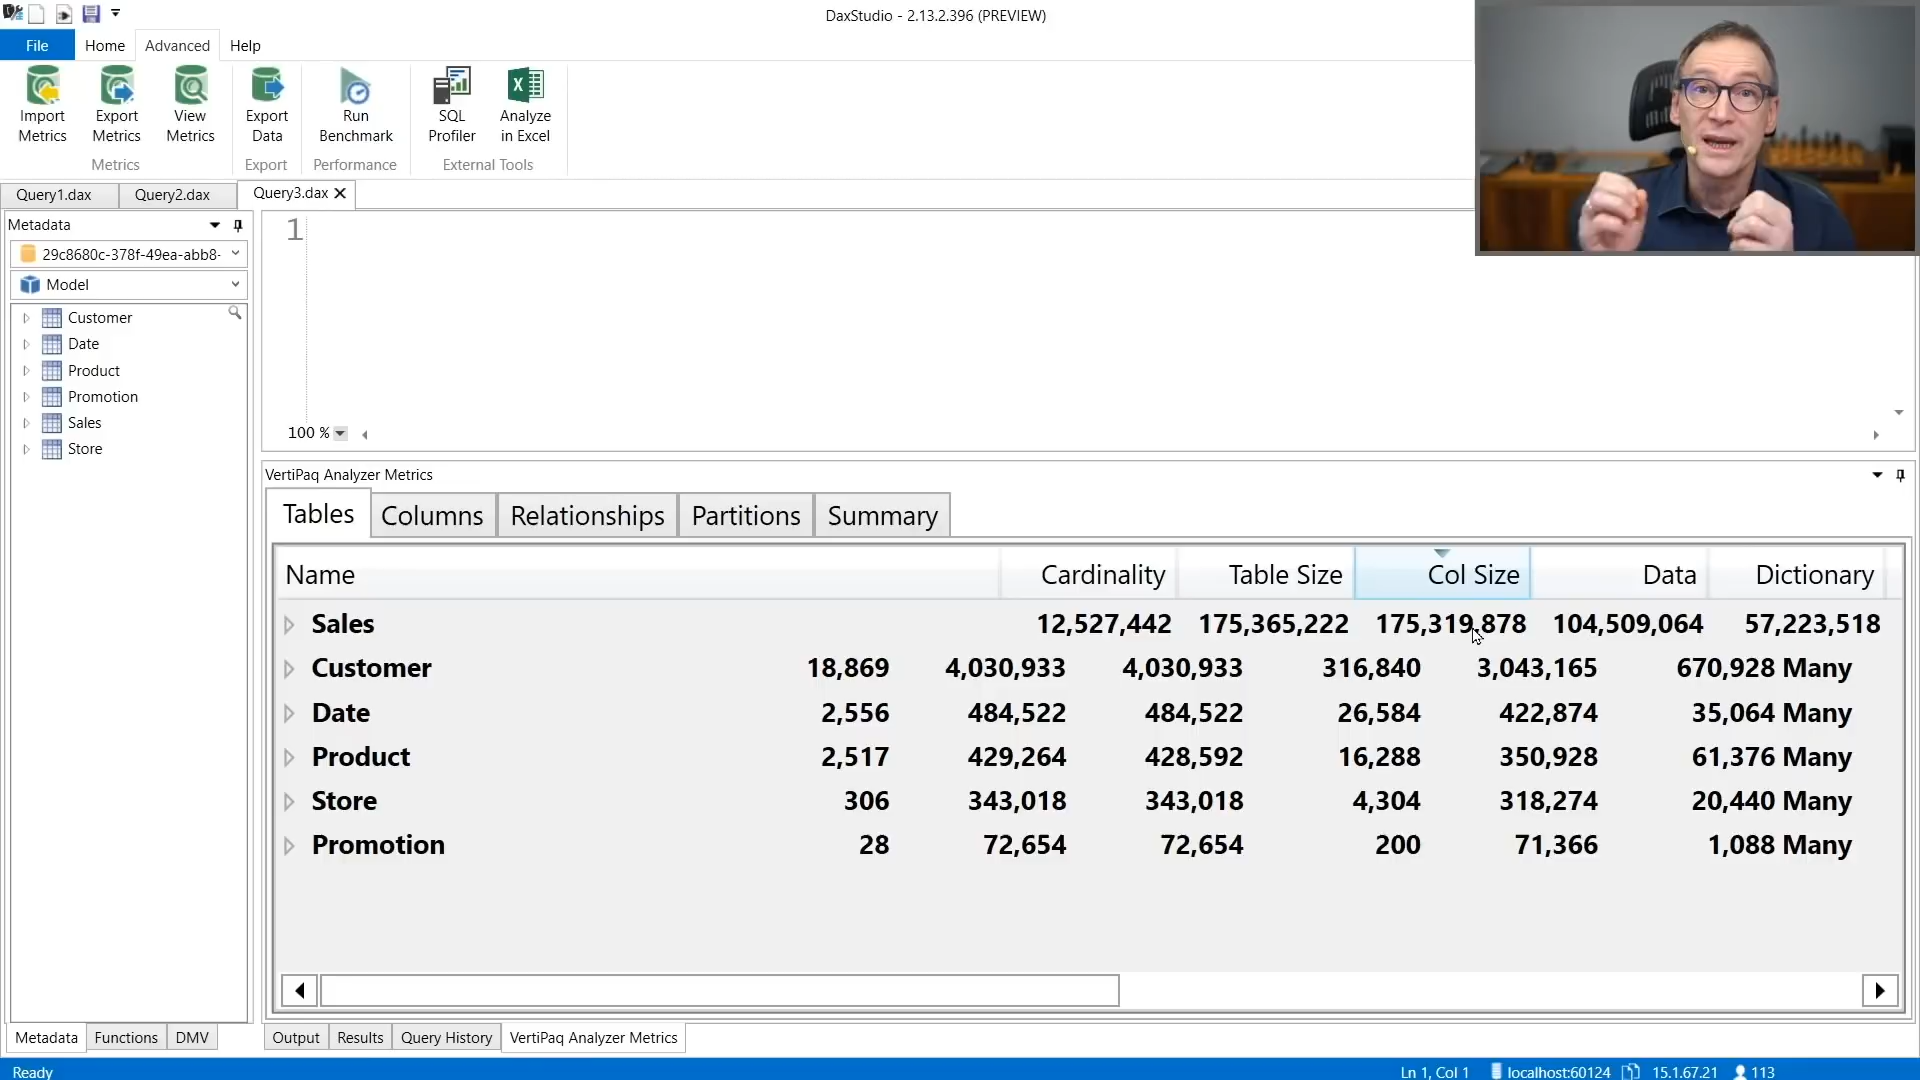 DaxStudio - 2.13.2.396 (PREVIEW)
File Home Advanced Help
Import Metrics
Export Metrics
View Metrics
Export Data
Run Benchmark
SQL Profiler
Analyze in Excel
Metrics Export Performance External Tools
Query1.dax Query2.dax Query3.dax
Metadata
29c8680c-378f-49ea-abb8-
Model
Customer
Date
Product
Promotion
Sales
Store
1
100 %
VertiPaq Analyzer Metrics
Tables Columns Relationships Partitions Summary
Name Cardinality Table Size Col Size Data Dictionary
Sales 12,527,442 175,365,222 175,319,878 104,509,064 57,223,518
Customer 18,869 4,030,933 4,030,933 316,840 3,043,165 670,928 Many
Date 2,556 484,522 484,522 26,584 422,874 35,064 Many
Product 2,517 429,264 428,592 16,288 350,928 61,376 Many
Store 306 343,018 343,018 4,304 318,274 20,440 Many
Promotion 28 72,654 72,654 200 71,366 1,088 Many
Metadata Functions DMV
Output Results Query History VertiPaq Analyzer Metrics
Ready Ln 1, Col 1 localhost:60124 15.1.67.21 113